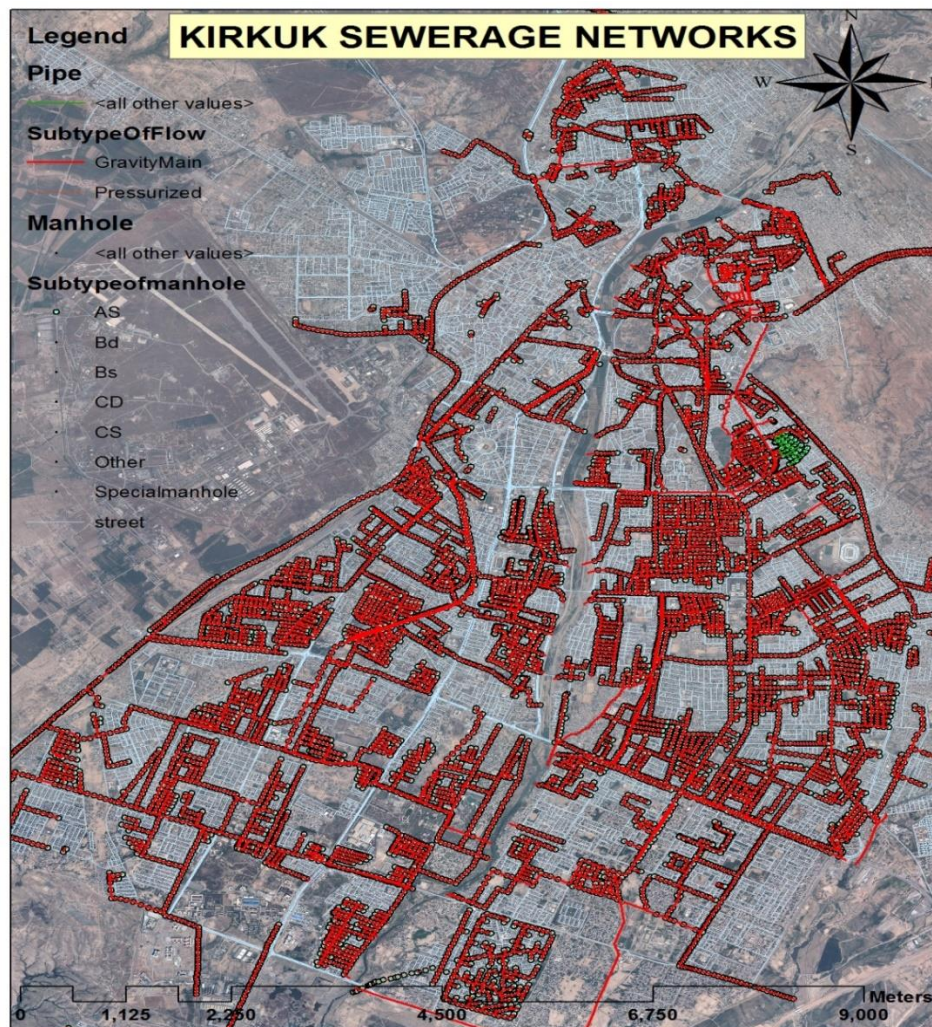 KIRKUK SEWERAGE NETWORKS
Legend
Pipe
<all other values>
SubtypeOfFlow
GravityMain
Pressurized
Manhole
<all other values>
Subtypeofmanhole
AS
Bd
Bs
CD
CS
Other
Specialmanhole
street
N
W
S
Meters
0 1,125 2,250 4,500 6,750 9,000